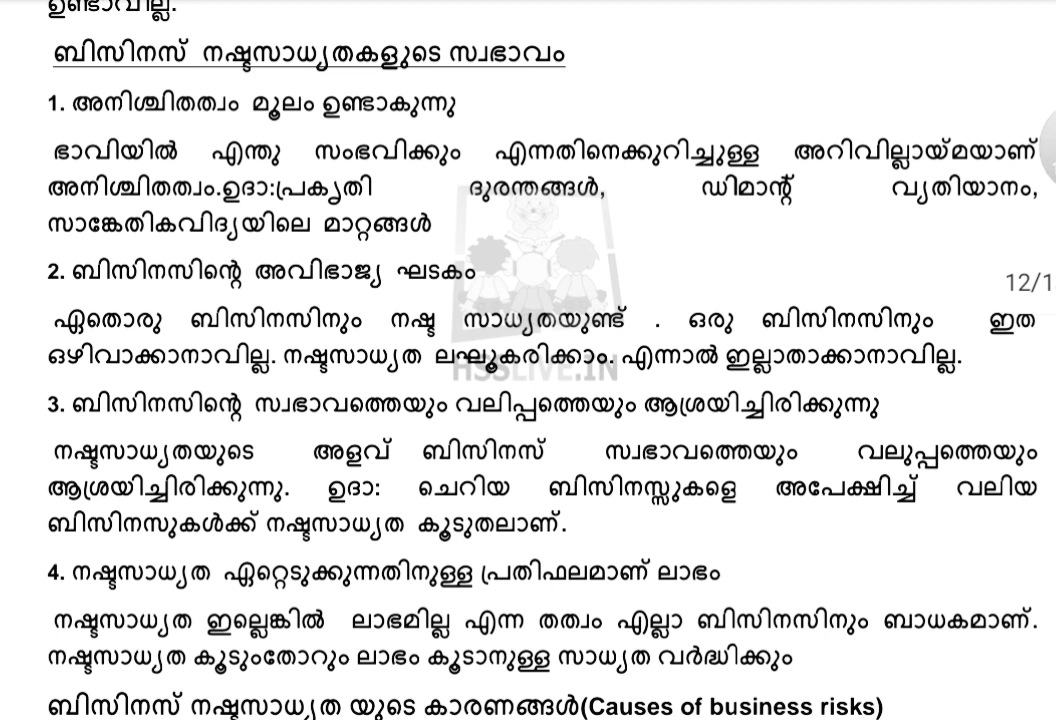 ഉണ്ടാവില്ല.
ബിസിനസ് നഷ്ടസാധ്യതകളുടെ സ്വഭാവം
1. അനിശ്ചിതത്വം മൂലം ഉണ്ടാകുന്നു
ഭാവിയിൽ എന്തു സംഭവിക്കും എന്നതിനെക്കുറിച്ചുള്ള അറിവില്ലായ്മയാണ്
അനിശ്ചിതത്വം.ഉദാ:പ്രകൃതി ദുരന്തങ്ങൾ, ഡിമാന്റ് വ്യതിയാനം,
സാങ്കേതികവിദ്യയിലെ മാറ്റങ്ങൾ
2. ബിസിനസിന്റെ അവിഭാജ്യ ഘടകം
12/1
ഏതൊരു ബിസിനസിനും നഷ്ട സാധ്യതയുണ്ട് . ഒരു ബിസിനസിനും ഇത
ഒഴിവാക്കാനാവില്ല. നഷ്ടസാധ്യത ലഘൂകരിക്കാം. എന്നാൽ ഇല്ലാതാക്കാനാവില്ല.
HSSLIVE.IN
3. ബിസിനസിന്റെ സ്വഭാവത്തെയും വലിപ്പത്തെയും ആശ്രയിച്ചിരിക്കുന്നു
നഷ്ടസാധ്യതയുടെ അളവ് ബിസിനസ് സ്വഭാവത്തെയും വലുപ്പത്തെയും
ആശ്രയിച്ചിരിക്കുന്നു. ഉദാ: ചെറിയ ബിസിനസ്സുകളെ അപേക്ഷിച്ച് വലിയ
ബിസിനസുകൾക്ക് നഷ്ടസാധ്യത കൂടുതലാണ്.
4. നഷ്ടസാധ്യത ഏറ്റെടുക്കുന്നതിനുള്ള പ്രതിഫലമാണ് ലാഭം
നഷ്ടസാധ്യത ഇല്ലെങ്കിൽ ലാഭമില്ല എന്ന തത്വം എല്ലാ ബിസിനസിനും ബാധകമാണ്.
നഷ്ടസാധ്യത കൂടുംതോറും ലാഭം കൂടാനുള്ള സാധ്യത വർദ്ധിക്കും
ബിസിനസ് നഷ്ടസാധ്യത യുടെ കാരണങ്ങൾ(Causes of business risks)